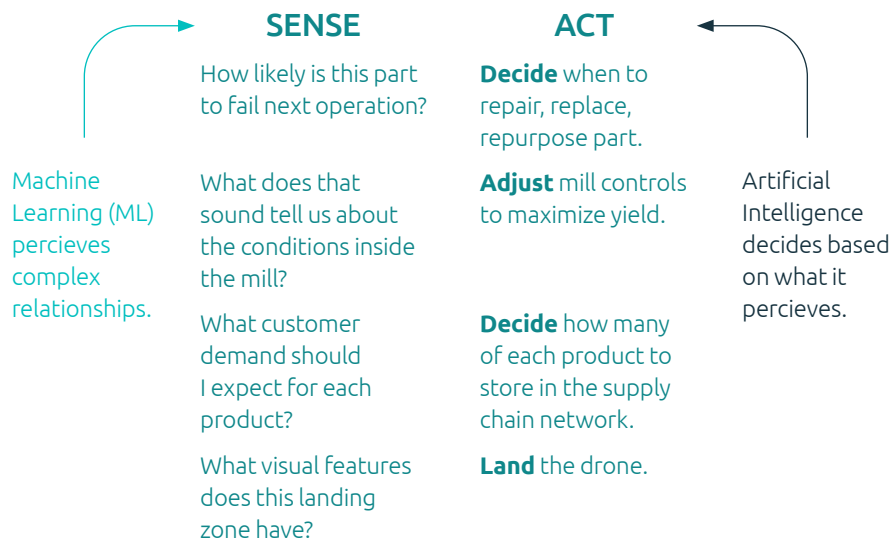 SENSE
ACT
How likely is this part
to fail next operation?
Decide when to
repair, replace,
repurpose part.
Machine
Learning (ML)
percieves
complex
relationships.
What does that
sound tell us about
the conditions inside
the mill?
Adjust mill controls
to maximize yield.
Artificial
Intelligence
decides based
on what it
percieves.
What customer
demand should
I expect for each
product?
Decide how many
of each product to
store in the supply
chain network.
What visual features
does this landing
zone have?
Land the drone.